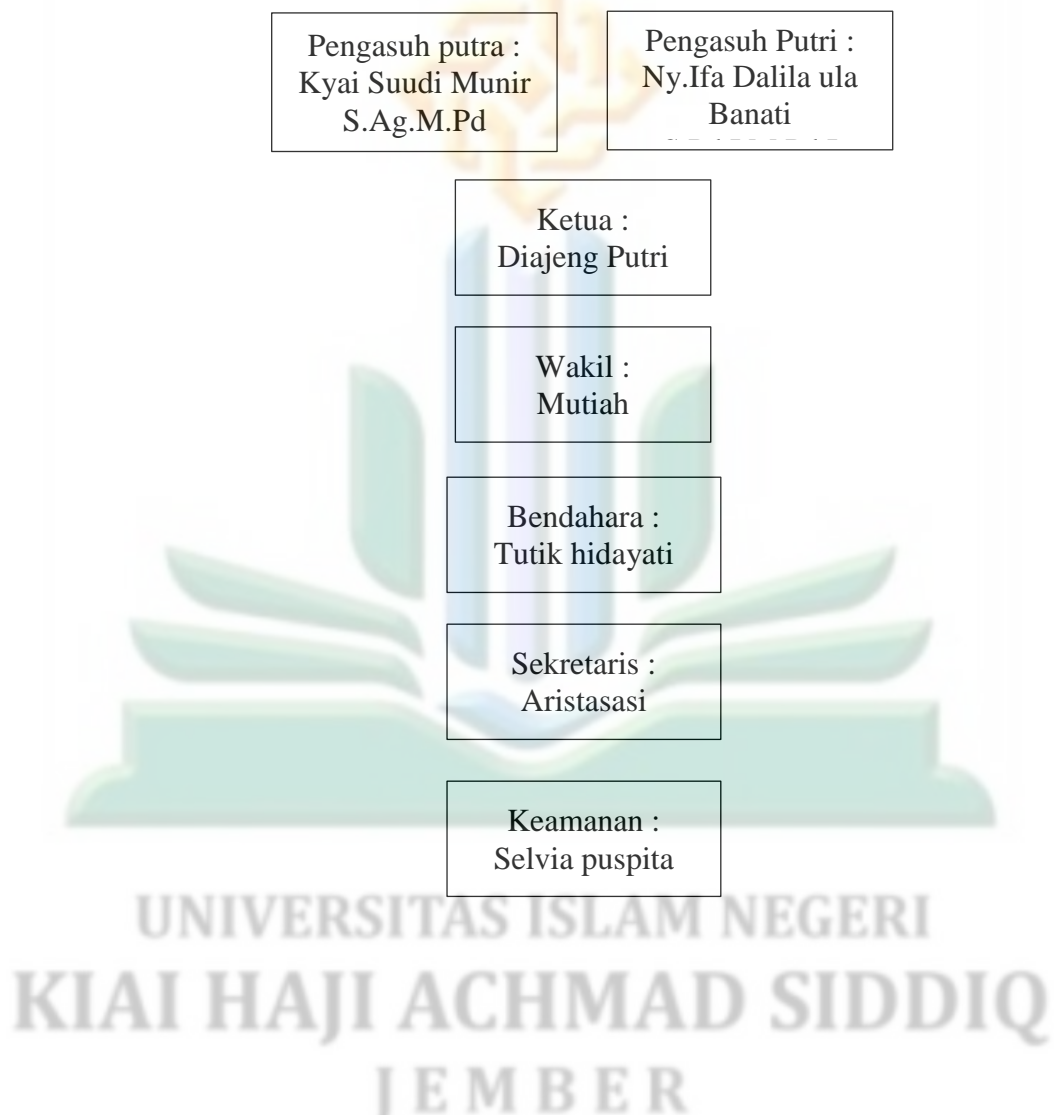 Pengasuh putra :
Kyai Suudi Munir
S.Ag.M.Pd
Pengasuh Putri :
Ny.Ifa Dalila ula
Banati
Ketua :
Diajeng Putri
Wakil :
Mutiah
Bendahara :
Tutik hidayati
Sekretaris :
Aristasasi
Keamanan :
Selvia puspita
UNIVERSITAS ISLAM NEGERI
KIAI HAJI ACHMAD SIDDIQ
JEMBER